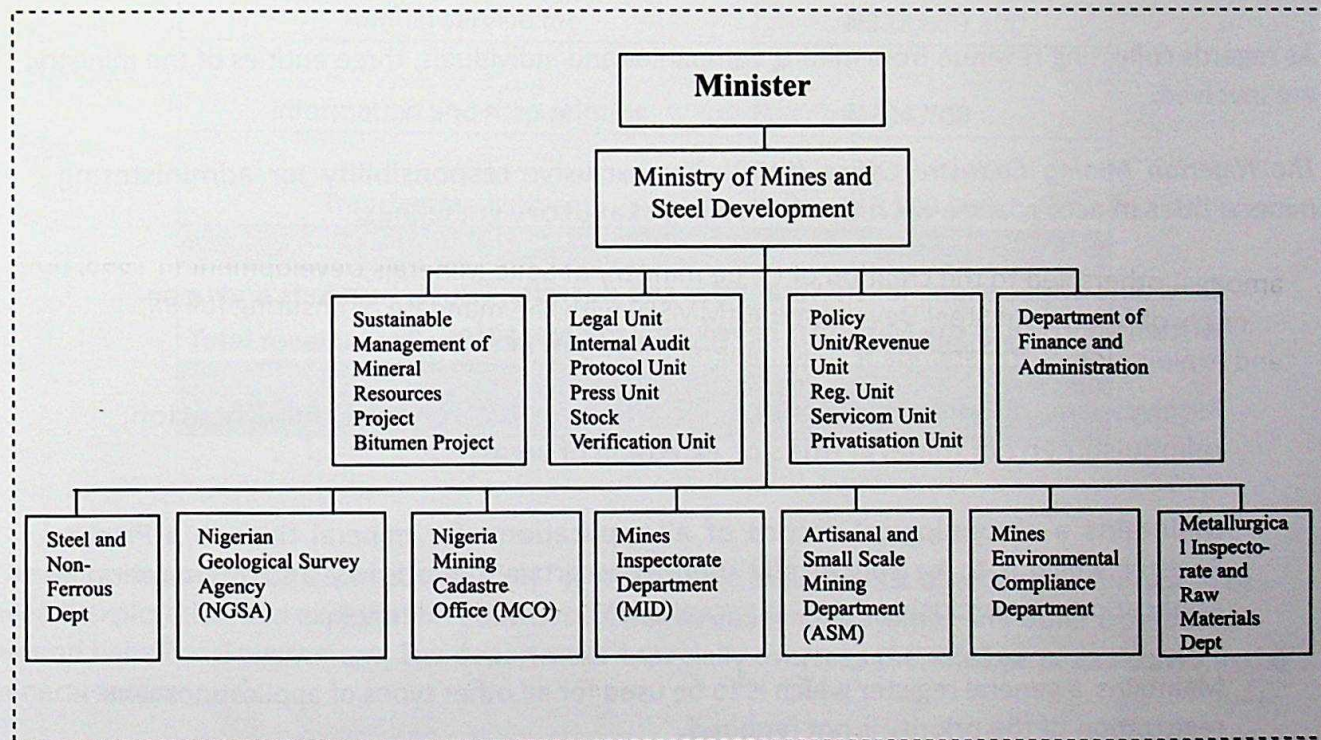 Minister
Ministry of Mines and
Steel Development
Sustainable
Management of
Mineral
Resources
Project
Bitumen Project
Legal Unit
Internal Audit
Protocol Unit
Press Unit
Stock
Verification Unit
Policy
Unit/Revenue
Unit
Reg. Unit
Servicom Unit
Privatisation Unit
Department of
Finance and
Administration
Steel and
Non-
Ferrous
Dept
Nigerian
Geological Survey
Agency
(NGSA)
Nigeria
Mining
Cadastre
Office (MCO)
Mines
Inspectorate
Department
(MID)
Artisanal and
Small Scale
Mining
Department
(ASM)
Mines
Environmental
Compliance
Department
Metallurgica
l Inspecto-
rate and
Raw
Materials
Dept